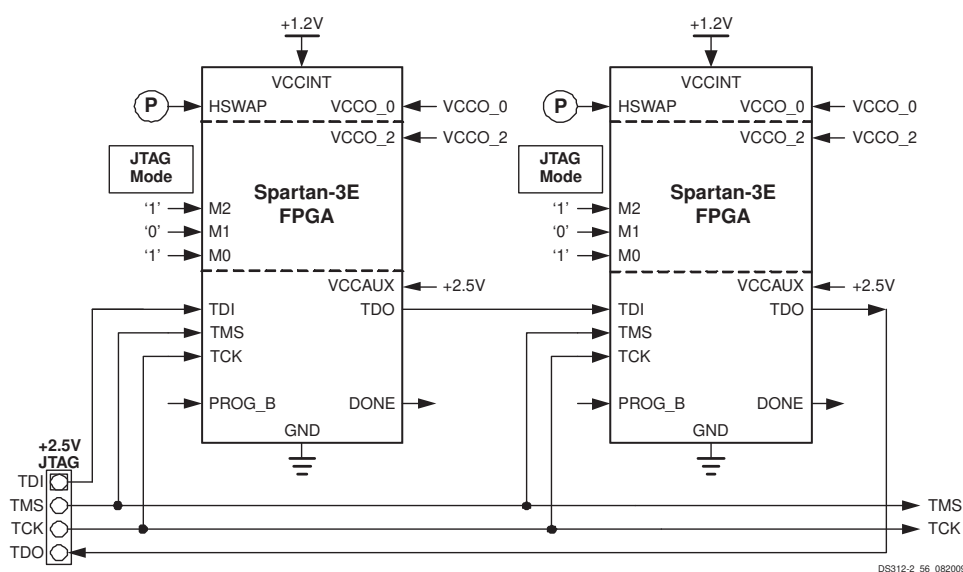 +1.2V
VCCINT
P
HSWAP
VCCO_0
VCCO_0
VCCO_2
VCCO_2
JTAG
Mode
Spartan-3E
FPGA
‘1’
M2
‘0’
M1
‘1’
M0
VCCAUX
+2.5V
TDI
TDO
TMS
TCK
PROG_B
DONE
GND
+1.2V
VCCINT
P
HSWAP
VCCO_0
VCCO_0
VCCO_2
VCCO_2
JTAG
Mode
Spartan-3E
FPGA
‘1’
M2
‘0’
M1
‘1’
M0
VCCAUX
+2.5V
TDI
TDO
TMS
TCK
PROG_B
DONE
GND
+2.5V
JTAG
TDI
TMS
TCK
TDO
TMS
TCK
DS312-2_56_082009